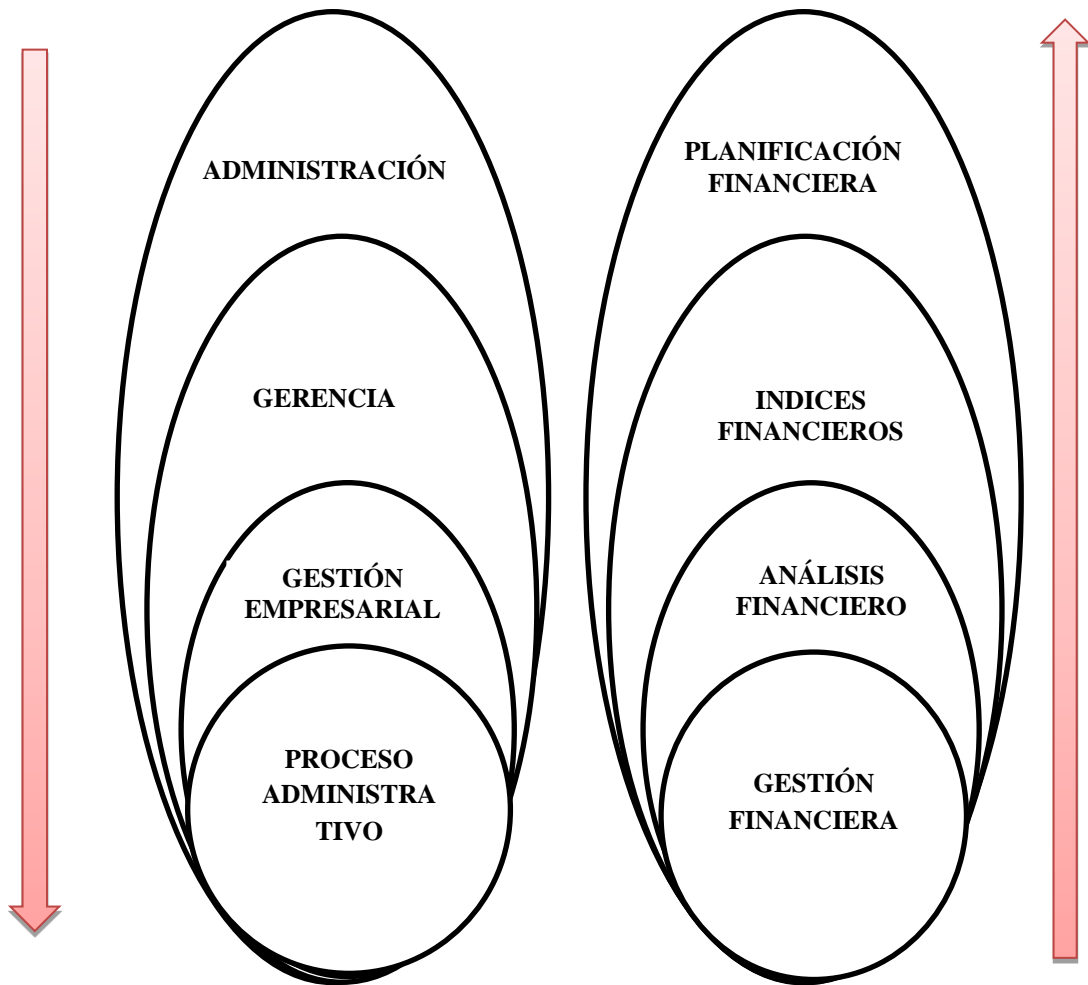 ADMINISTRACIÓN
GERENCIA
GESTIÓN
EMPRESARIAL
PROCESO
ADMINISTRA
TIVO
PLANIFICACIÓN
FINANCIERA
INDICES
FINANCIEROS
ANÁLISIS
FINANCIERO
GESTIÓN
FINANCIERA